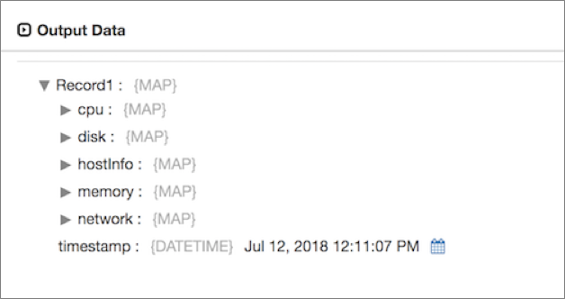 Output Data
Record1 : {MAP}
cpu : {MAP}
disk : {MAP}
hostInfo : {MAP}
memory : {MAP}
network : {MAP}
timestamp : {DATETIME} Jul 12, 2018 12:11:07 PM